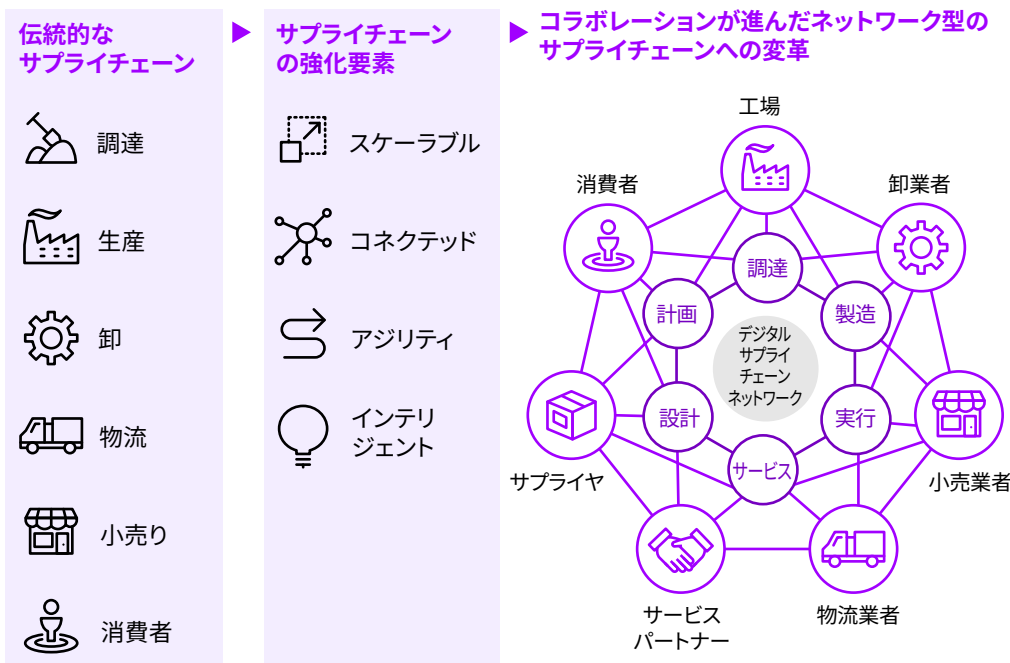 伝統的な
サプライチェーン
調達
生産
卸
物流
小売り
消費者
サプライチェーン
の強化要素
スケーラブル
コネクテッド
アジリティ
インテリ
ジェント
コラボレーションが進んだネットワーク型の
サプライチェーンへの変革
工場
消費者
卸業者
調達
計画
製造
デジタル
サプライ
チェーン
ネットワーク
設計
実行
サービス
サプライヤ
小売業者
サービス
パートナー
物流業者